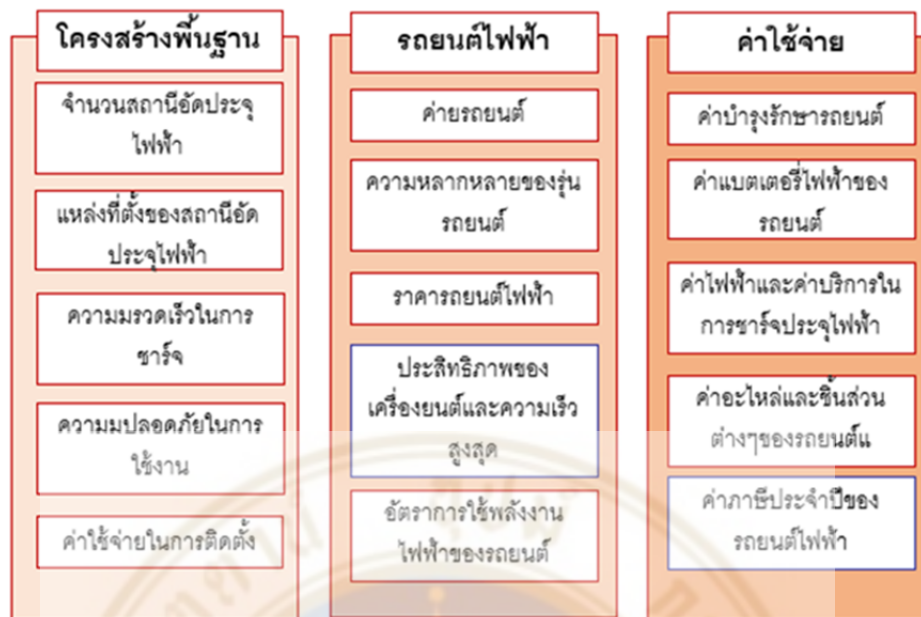 โครงสร้างพื้นฐาน
จำนวนสถานีอัดประจุ
ไฟฟ้า
แหล่งที่ตั้งของสถานีอัด
ประจุไฟฟ้า
ความมรวดเร็วในการ
ชาร์จ
ความมปลอดภัยในการ
ใช้งาน
ค่าใช้จ่ายในการติดตั้ง
รถยนต์ไฟฟ้า
ค่ายรถยนต์
ความหลากหลายของรุ่น
รถยนต์
ราคารถยนต์ไฟฟ้า
ประสิทธิภาพของ
เครื่องยนต์และความเร็ว
สูงสุด
อัตราการใช้พลังงาน
ไฟฟ้าของรถยนต์
ค่าใช้จ่าย
ค่าบำรุงรักษารถยนต์
ค่าแบตเตอรี่ไฟฟ้าของ
รถยนต์
ค่าไฟฟ้าและค่าบริการใน
การชาร์จประจุไฟฟ้า
ค่าอะไหล่และชิ้นส่วน
ต่างๆของรถยนต์แ
ค่าภาษีประจำปีของ
รถยนต์ไฟฟ้า